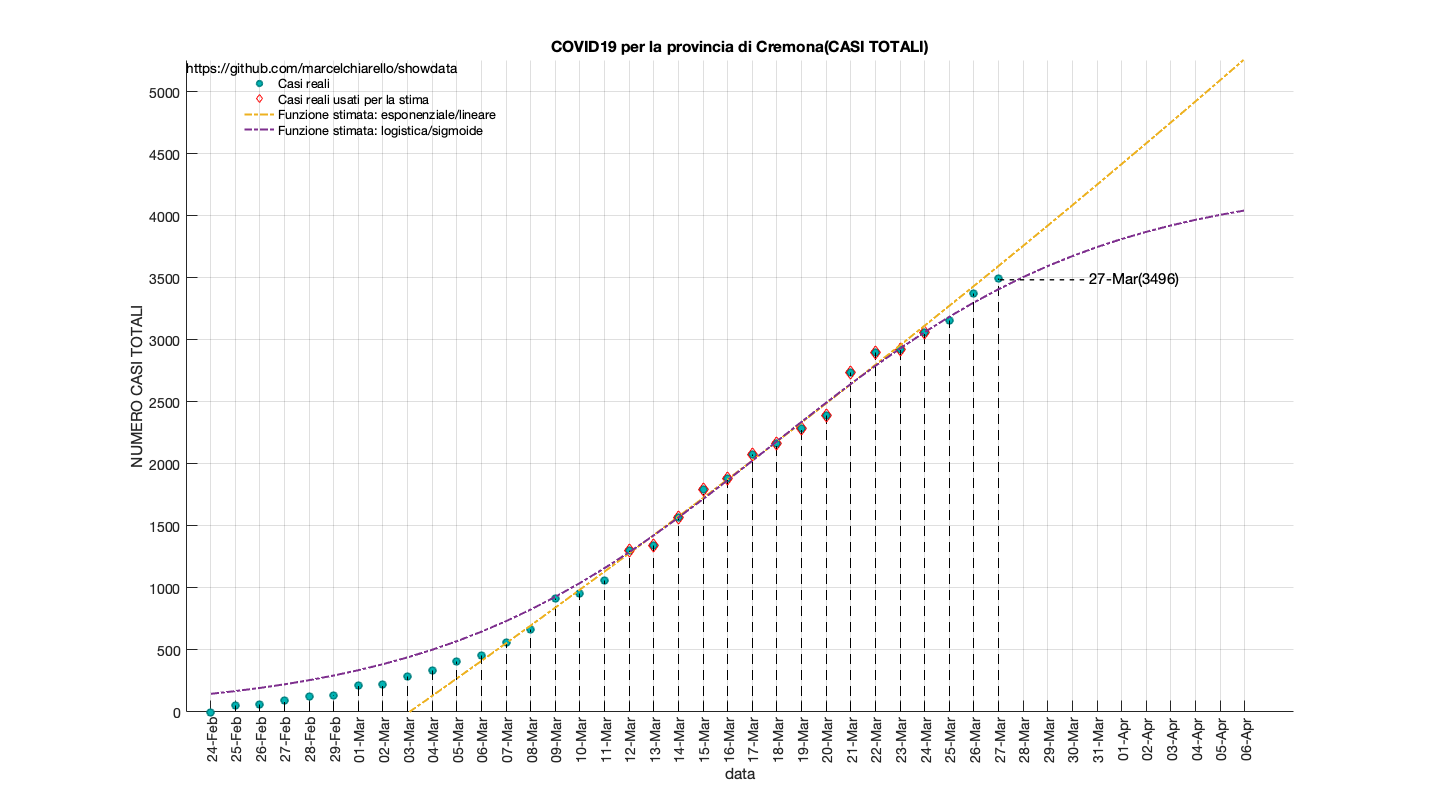 COVID19 per la provincia di Cremona(CASI TOTALI)
https://github.com/marcelchiarello/showdata
Casi reali
Casi reali usati per la stima
Funzione stimata: esponenziale/lineare
Funzione stimata: logistica/sigmoide
5000
4500
4000
3500
3000
2500
2000
1500
1000
500
0
NUMERO CASI TOTALI
27-Mar(3496)
24-Feb
25-Feb
26-Feb
27-Feb
28-Feb
29-Feb
01-Mar
02-Mar
03-Mar
04-Mar
05-Mar
06-Mar
07-Mar
08-Mar
09-Mar
10-Mar
11-Mar
12-Mar
13-Mar
14-Mar
15-Mar
16-Mar
17-Mar
18-Mar
19-Mar
20-Mar
21-Mar
22-Mar
23-Mar
24-Mar
25-Mar
26-Mar
27-Mar
28-Mar
29-Mar
30-Mar
31-Mar
01-Apr
02-Apr
03-Apr
04-Apr
05-Apr
06-Apr
data